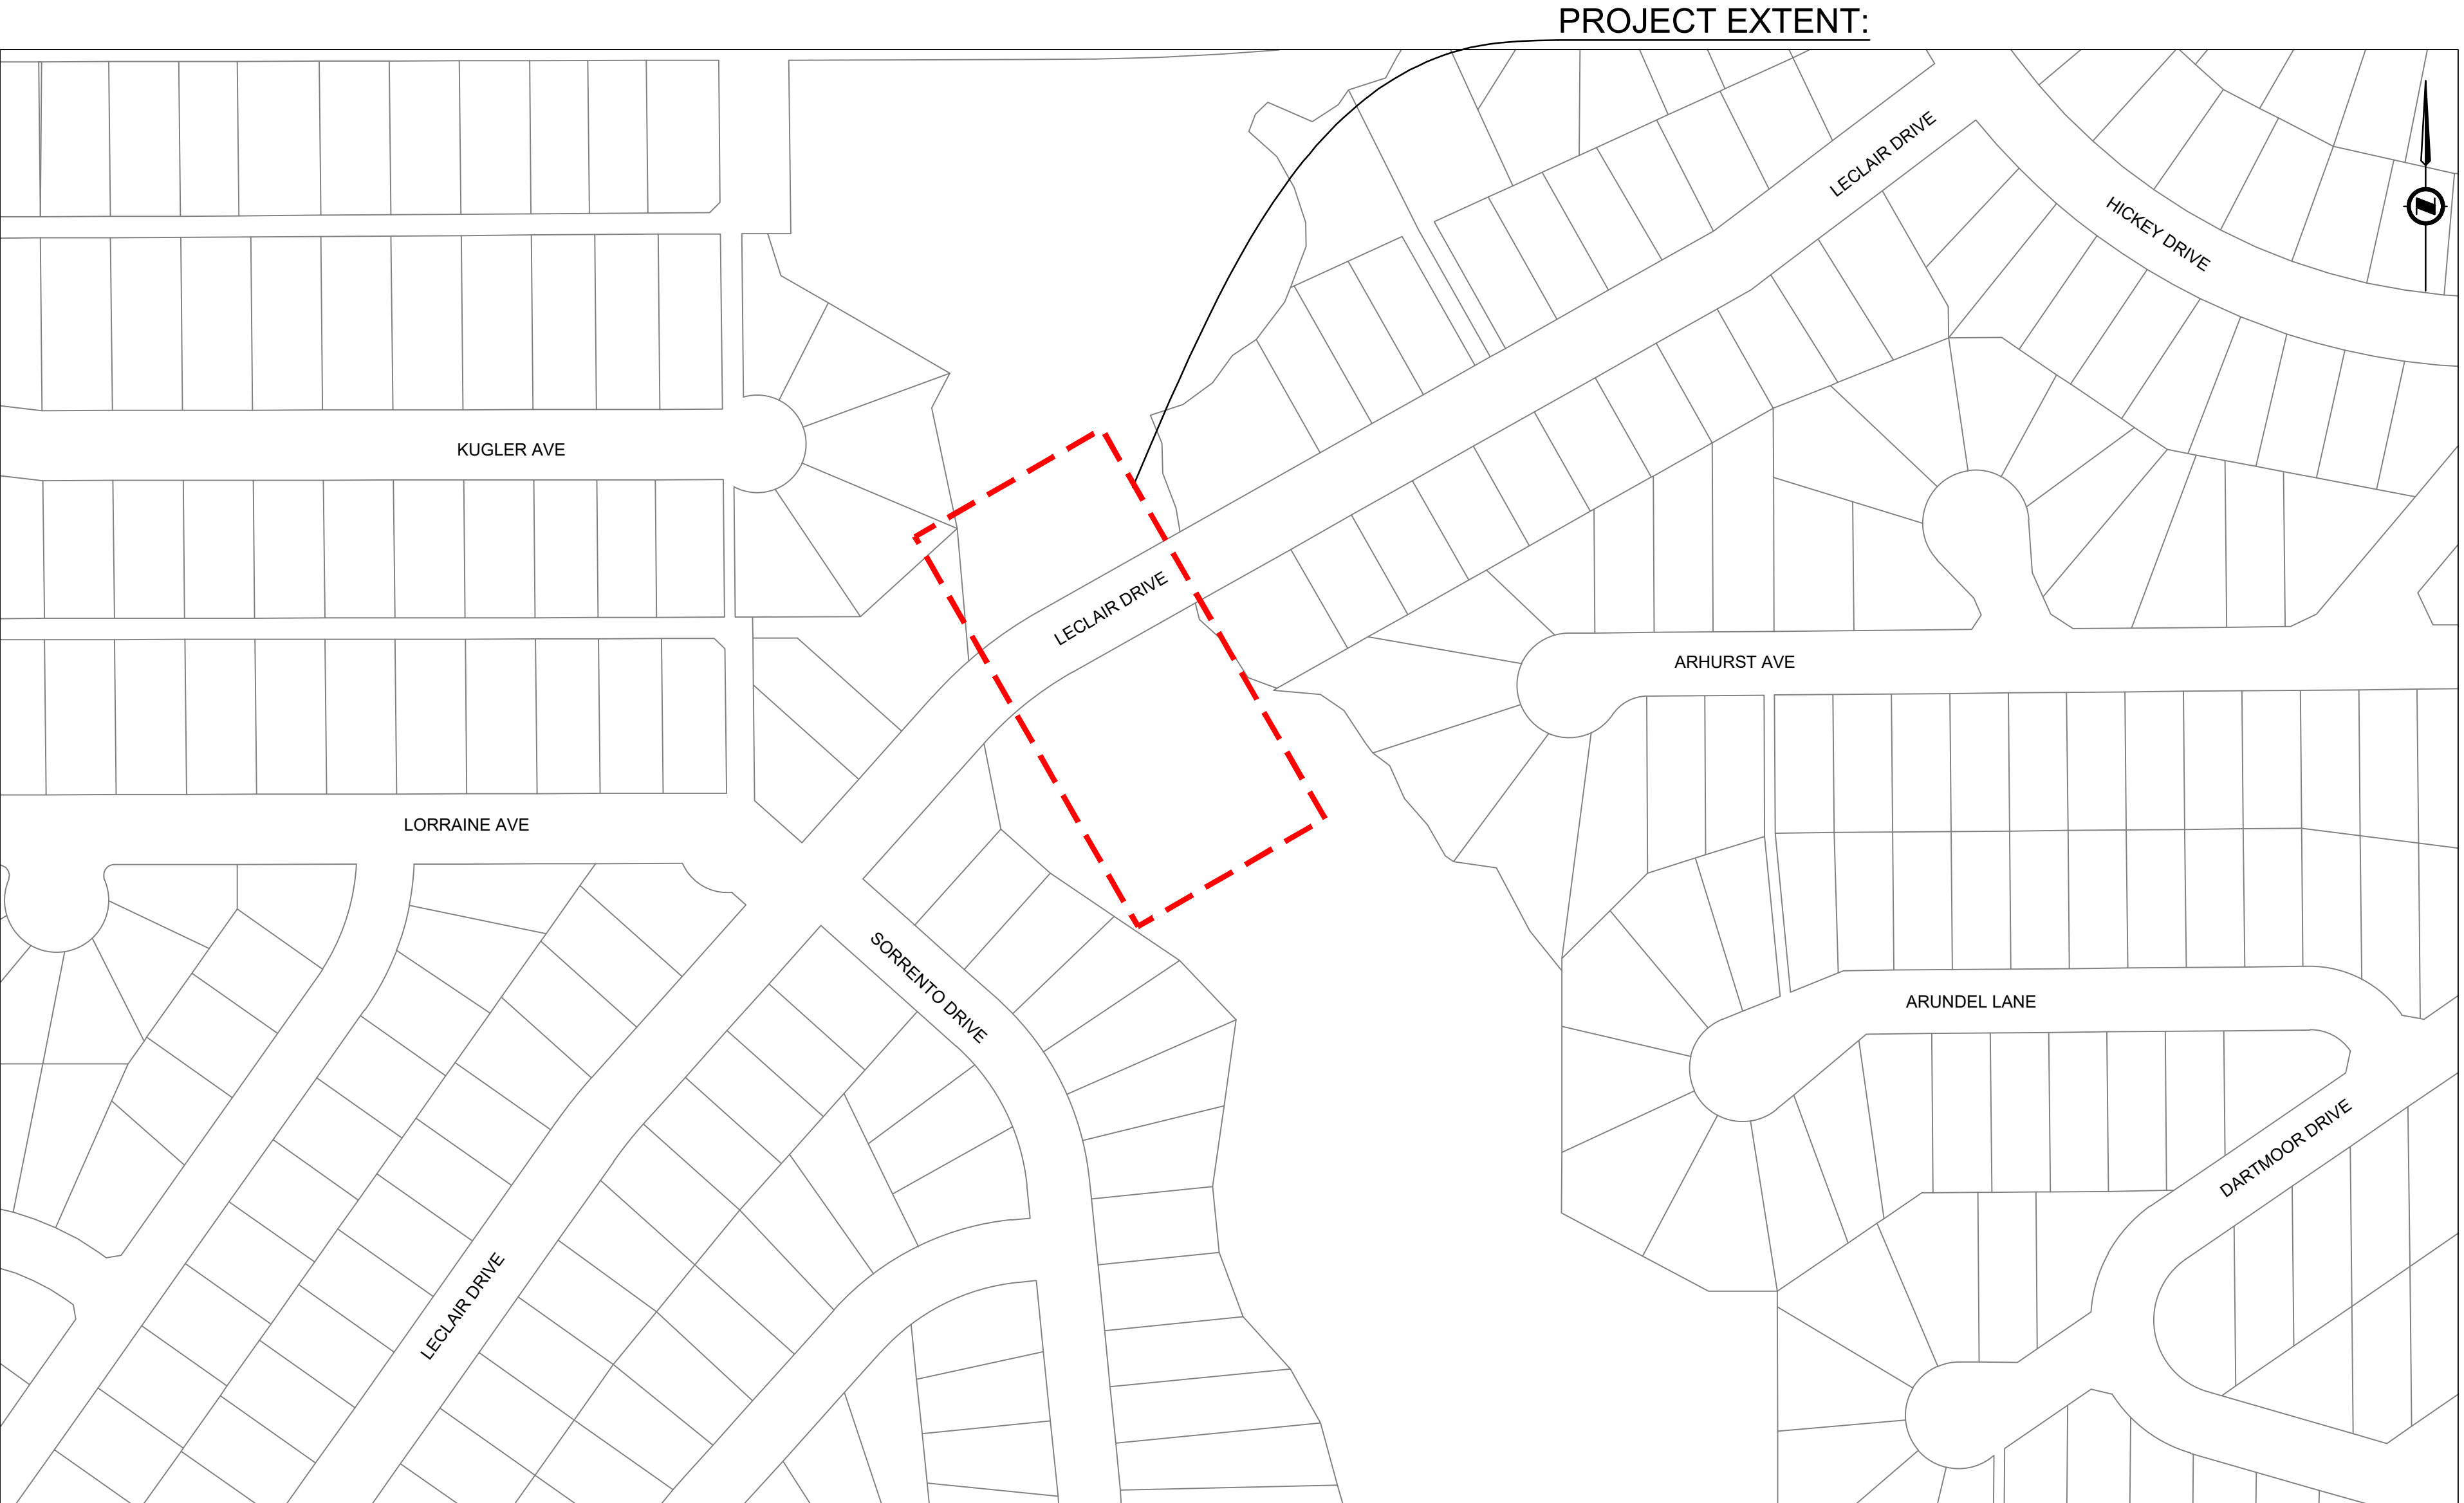 PROJECT EXTENT:
LECLAIR DRIVE
HICKEY DRIVE
KUGLER AVE
LECLAIR DRIVE
ARHURST AVE
LORRAINE AVE
SORRENTO DRIVE
ARUNDEL LANE
DARTMOOR DRIVE
LECLAIR DRIVE